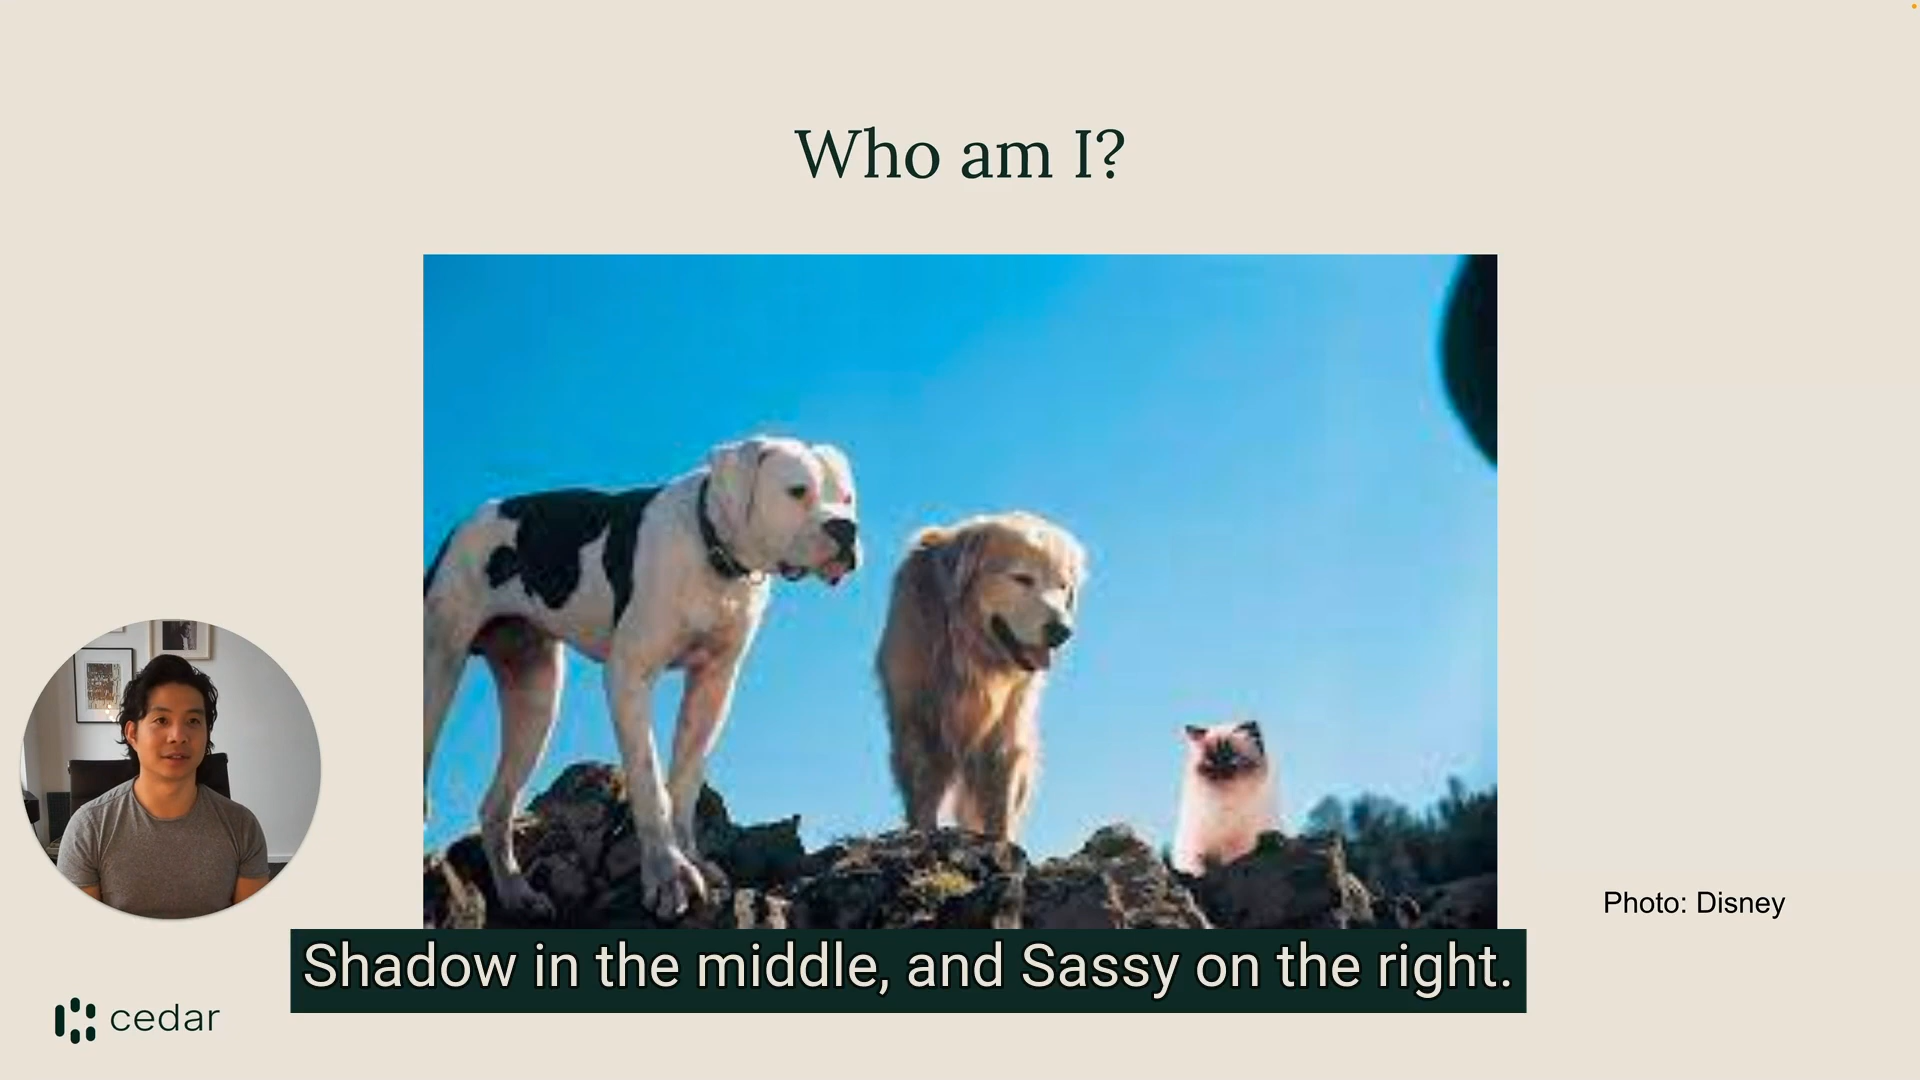 Who am I?
Photo: Disney
Shadow in the middle, and Sassy on the right.
cedar